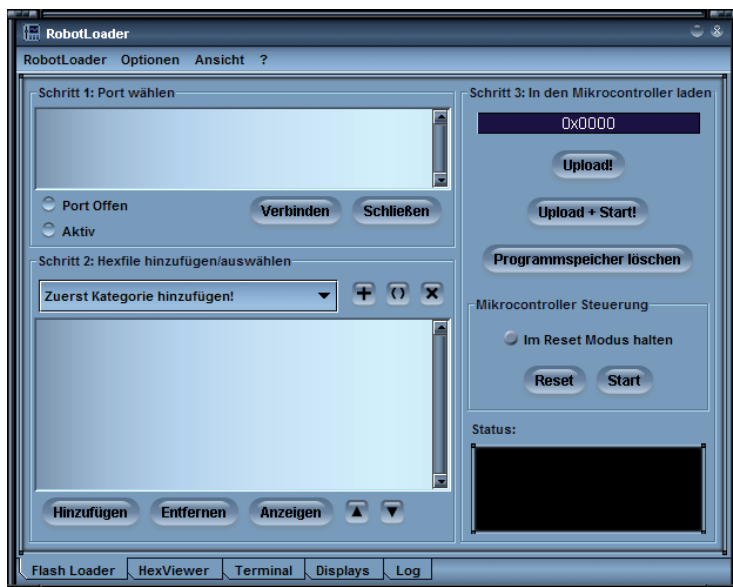 RobotLoader
RobotLoader Optionen Ansicht ?
Schritt 1: Port wählen
Port Offen
Aktiv
Verbinden Schließen
Schritt 2: Hexfile hinzufügen/auswählen
Zuerst Kategorie hinzufügen!
Hinzufügen Entfernen Anzeigen
Schritt 3: In den Mikrocontroller laden
0x0000
Upload!
Upload + Start!
Programmspeicher löschen
Mikrocontroller Steuerung
Im Reset Modus halten
Reset Start
Status:
Flash Loader HexViewer Terminal Displays Log